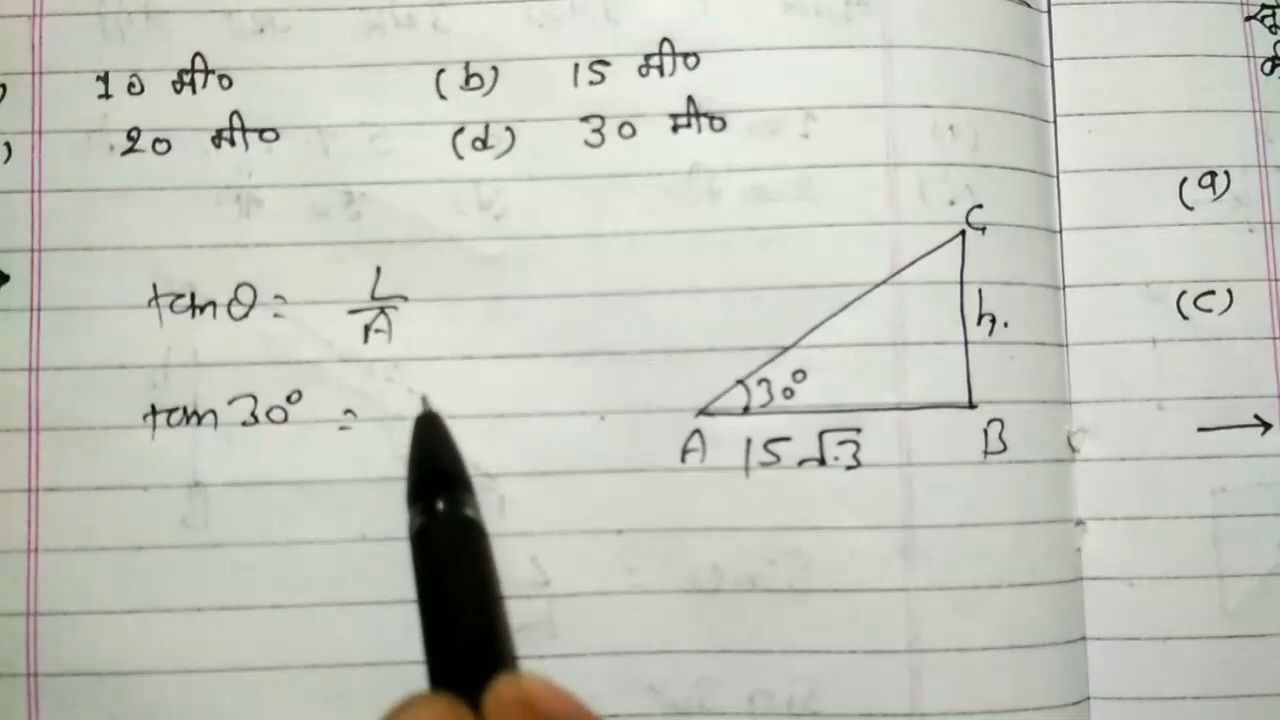 10 मी० (b) 15 मी०
20 मी० (d) 30 मी०
tanθ = L/A
tan 30° =
C
h.
30°
A 15√3 B
(a)
(c)